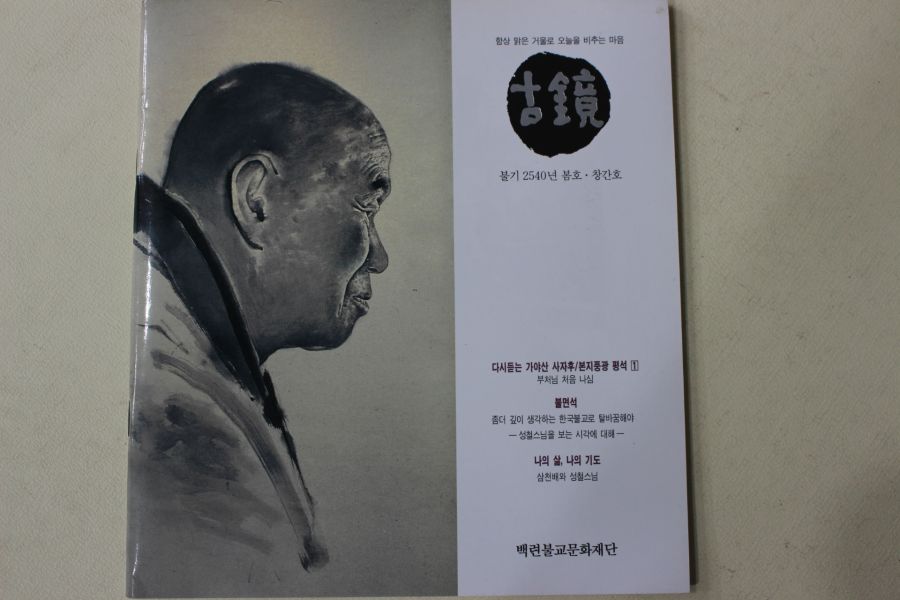 항상 맑은 거울로 오늘을 비추는 마음
古鏡
불기 2540년 봄호·창간호
다시듣는 가야산 사자후/본지풍광 평석 1
부처님 처음 나심
불면석
좀더 깊이 생각하는 한국불교로 탈바꿈해야
— 성철스님을 보는 시각에 대해 —
나의 삶, 나의 기도
삼천배와 성철스님
백련불교문화재단